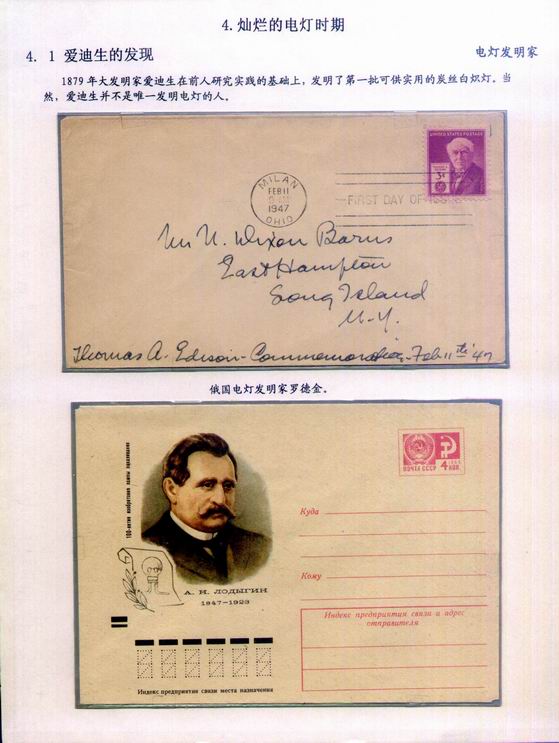 4.灿烂的电灯时期
4. 1 爱迪生的发现
电灯发明家
1879 年大发明家爱迪生在前人研究实践的基础上，发明了第一批可供实用的炭丝白炽灯。当
然，爱迪生并不是唯一发明电灯的人。
UNITED STATES POSTAGE
3¢
MILAN
FEB 11
1947
OHIO
FIRST DAY OF ISSUE
Mr N. Dixon Barns
East Hampton
Long Island
N.Y.
Thomas A. Edison-Commemorative-Feb 11th '47
俄国电灯发明家罗德金。
100-летие изобретения лампы накаливания
ПОЧТА СССР 4 КОП.
А. Н. ЛОДЫГИН
1847–1923
Куда
Кому
Индекс предприятия связи и адрес
отправителя
Индекс предприятия связи места назначения